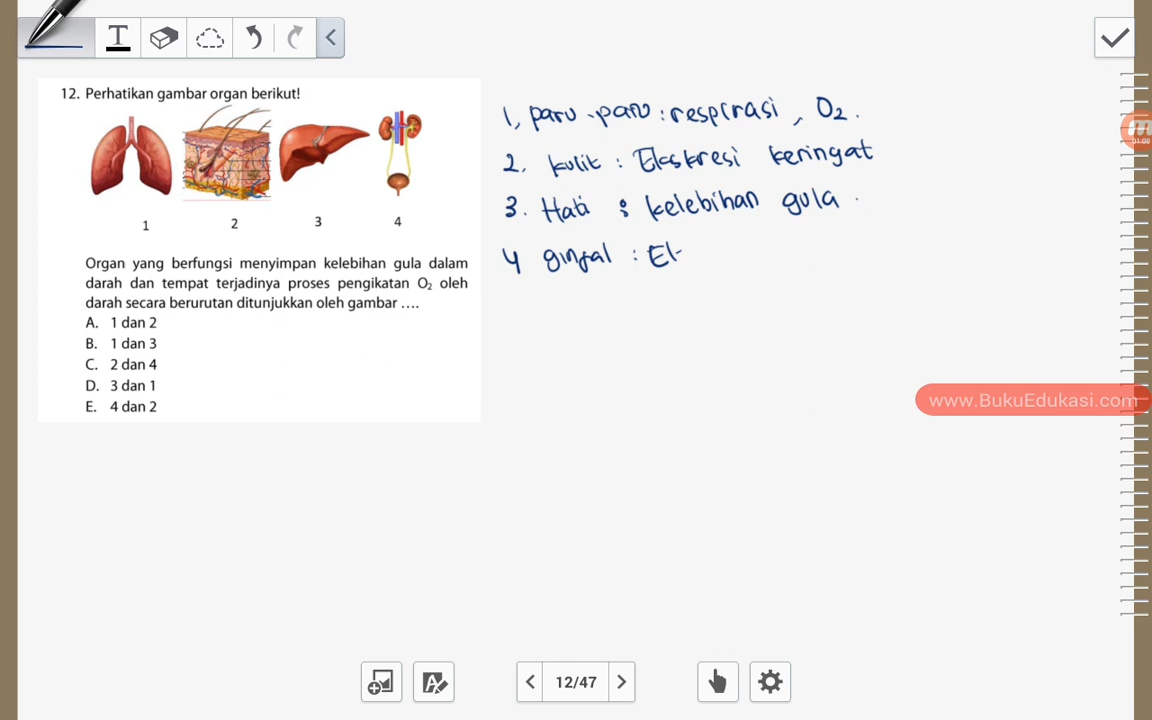 T
12. Perhatikan gambar organ berikut!
1 2 3 4
Organ yang berfungsi menyimpan kelebihan gula dalam
darah dan tempat terjadinya proses pengikatan O₂ oleh
darah secara berurutan ditunjukkan oleh gambar ....
A. 1 dan 2
B. 1 dan 3
C. 2 dan 4
D. 3 dan 1
E. 4 dan 2
1, paru-paru : respirasi, O2.
2. kulit : Ekskresi keringat
3. Hati : kelebihan gula.
4 ginjal : Ek
01:00
www.BukuEdukasi.com
12/47